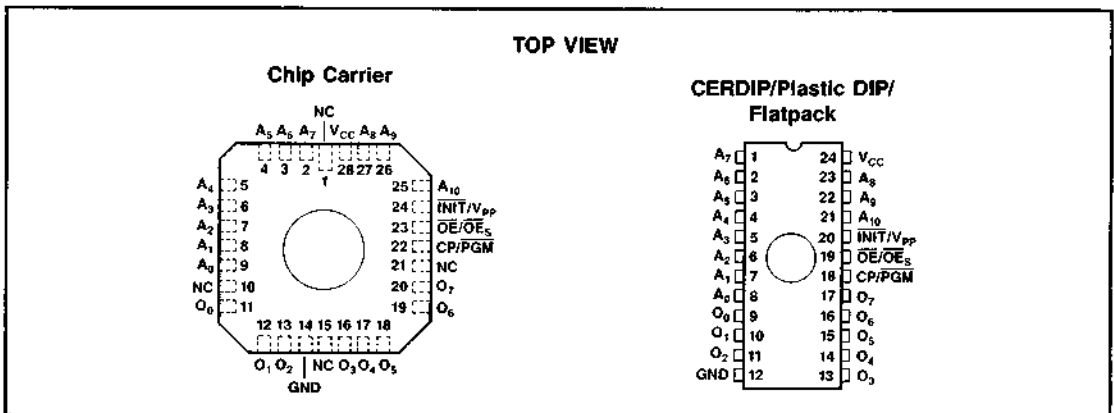 TOP VIEW
Chip Carrier
NC
A5 A6 A7 VCC A8 A9
4 3 2 1 28 27 26
A4 5 25 A10
A3 6 24 INIT/VPP
A2 7 23 OE/OES
A1 8 22 CP/PGM
A0 9 21 NC
NC 10 20 O7
O0 11 19 O6
12 13 14 15 16 17 18
O1 O2 NC O3 O4 O5
GND
CERDIP/Plastic DIP/
Flatpack
A7 1 24 VCC
A6 2 23 A8
A5 3 22 A9
A4 4 21 A10
A3 5 20 INIT/VPP
A2 6 19 OE/OES
A1 7 18 CP/PGM
A0 8 17 O7
O0 9 16 O6
O1 10 15 O5
O2 11 14 O4
GND 12 13 O3